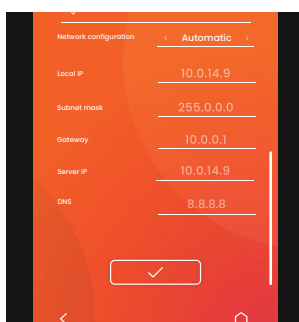 Network configuration < Automatic >
Local IP 10.0.14.9
Subnet mask 255.0.0.0
Gateway 10.0.0.1
Server IP 10.0.14.9
DNS 8.8.8.8